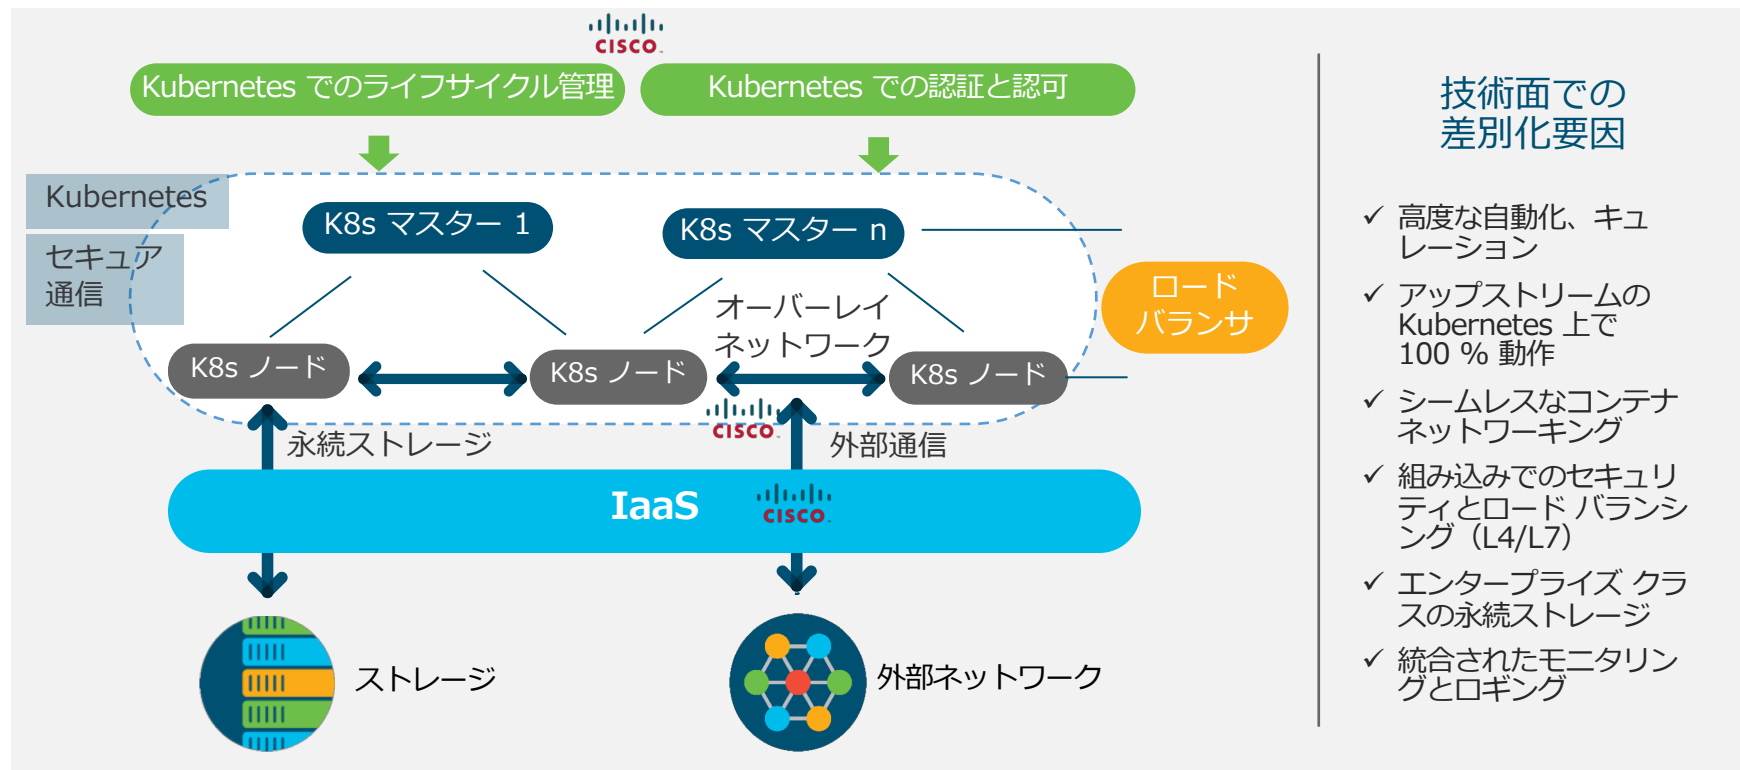 CISCO
Kubernetes でのライフサイクル管理
Kubernetes での認証と認可
Kubernetes
セキュア
通信
K8s マスター 1
K8s マスター n
オーバーレイ
ネットワーク
ロード
バランサ
K8s ノード
K8s ノード
K8s ノード
CISCO
永続ストレージ
外部通信
IaaS
CISCO
ストレージ
外部ネットワーク
技術面での
差別化要因
✓ 高度な自動化、キュ
レーション
✓ アップストリームの
Kubernetes 上で
100 % 動作
✓ シームレスなコンテナ
ネットワーキング
✓ 組み込みでのセキュリ
ティとロード バランシ
ング（L4/L7）
✓ エンタープライズ クラ
スの永続ストレージ
✓ 統合されたモニタリン
グとロギング